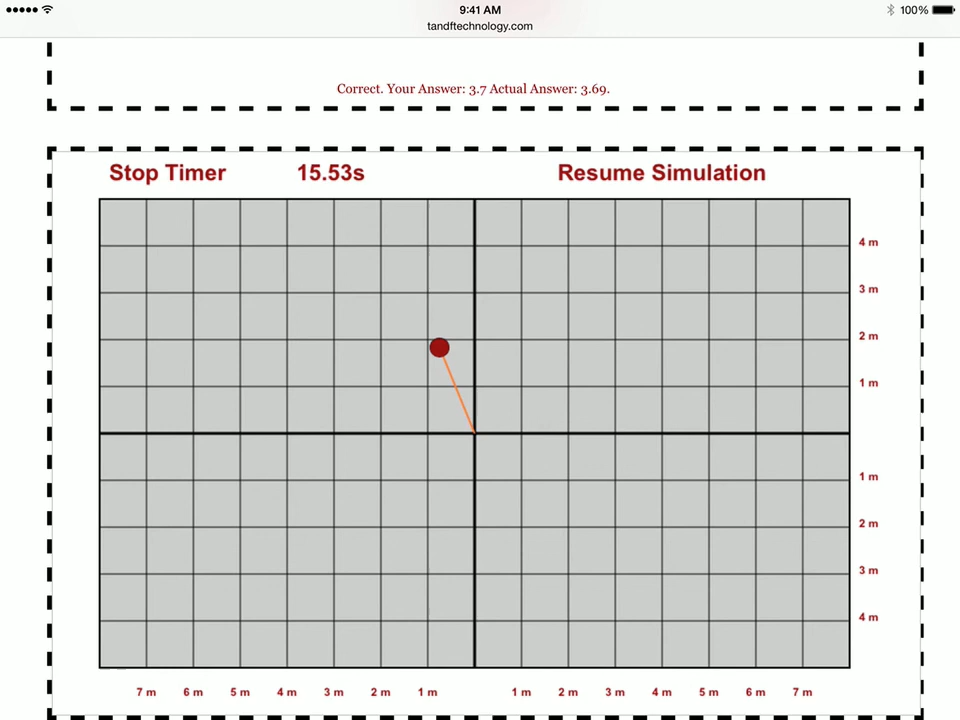 9:41 AM
100%
tandftechnology.com
Correct. Your Answer: 3.7 Actual Answer: 3.69.
Stop Timer 15.53s Resume Simulation
4 m
3 m
2 m
1 m
1 m
2 m
3 m
4 m
7 m 6 m 5 m 4 m 3 m 2 m 1 m 1 m 2 m 3 m 4 m 5 m 6 m 7 m